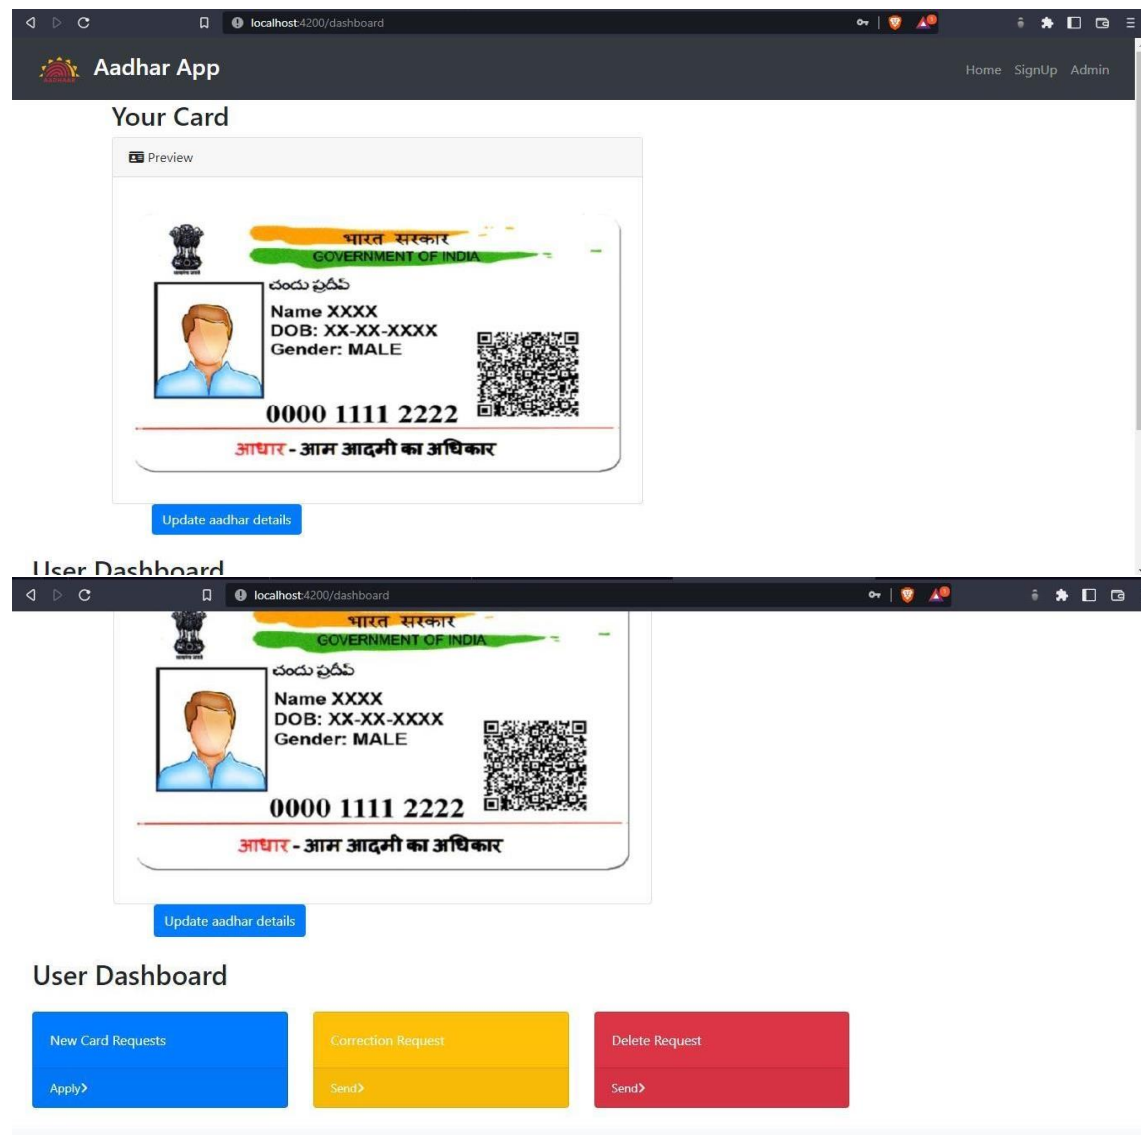 localhost:4200/dashboard
Aadhar App
Home SignUp Admin
Your Card
Preview
भारत सरकार
GOVERNMENT OF INDIA
చందు ప్రదీప్
Name XXXX
DOB: XX-XX-XXXX
Gender: MALE
0000 1111 2222
आधार - आम आदमी का अधिकार
Update aadhar details
User Dashboard
localhost:4200/dashboard
भारत सरकार
GOVERNMENT OF INDIA
చందు ప్రదీప్
Name XXXX
DOB: XX-XX-XXXX
Gender: MALE
0000 1111 2222
आधार - आम आदमी का अधिकार
Update aadhar details
User Dashboard
New Card Requests
Correction Request
Delete Request
Apply
Send
Send